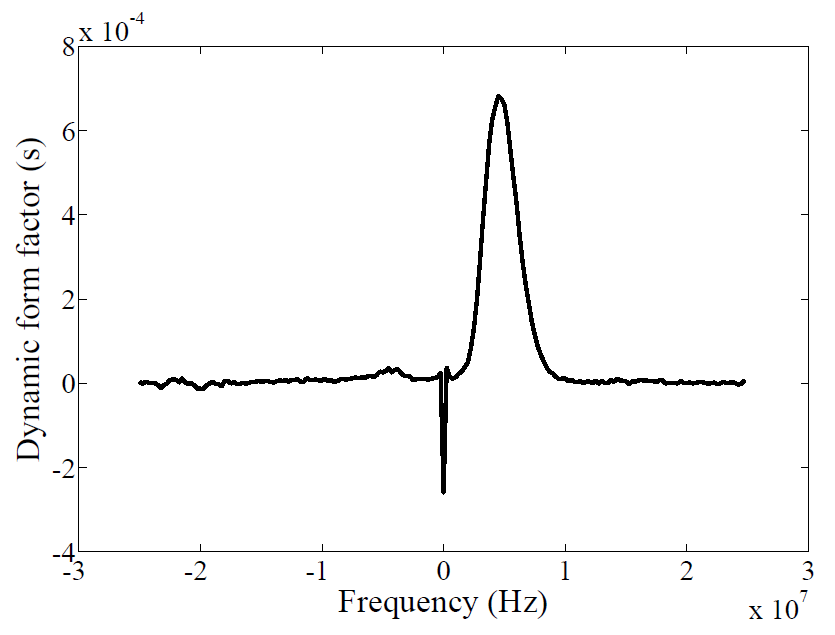 x 10-4
8
6
4
2
0
-2
-4
Dynamic form factor (s)
-3 -2 -1 0 1 2 3
Frequency (Hz)
x 10^7